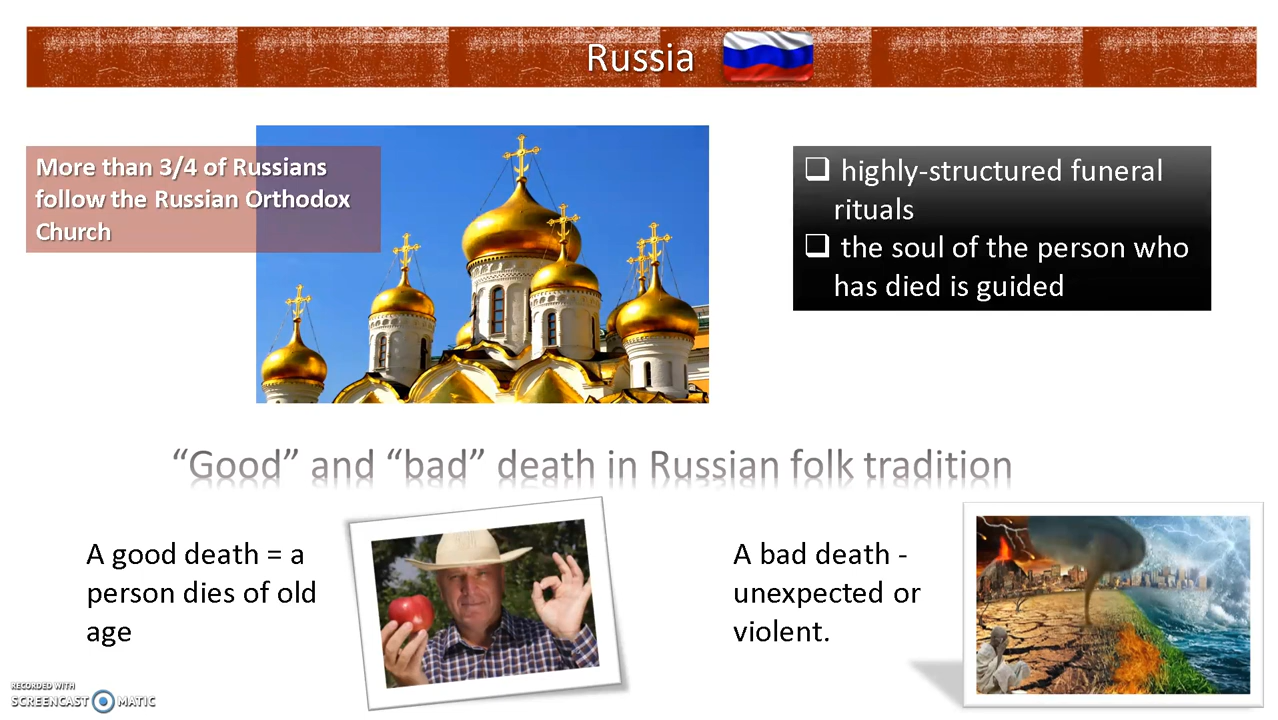 Russia
More than 3/4 of Russians
follow the Russian Orthodox
Church
❑ highly-structured funeral
rituals
❑ the soul of the person who
has died is guided
“Good” and “bad” death in Russian folk tradition
A good death = a
person dies of old
age
A bad death -
unexpected or
violent.
RECORDED WITH
SCREENCAST MATIC